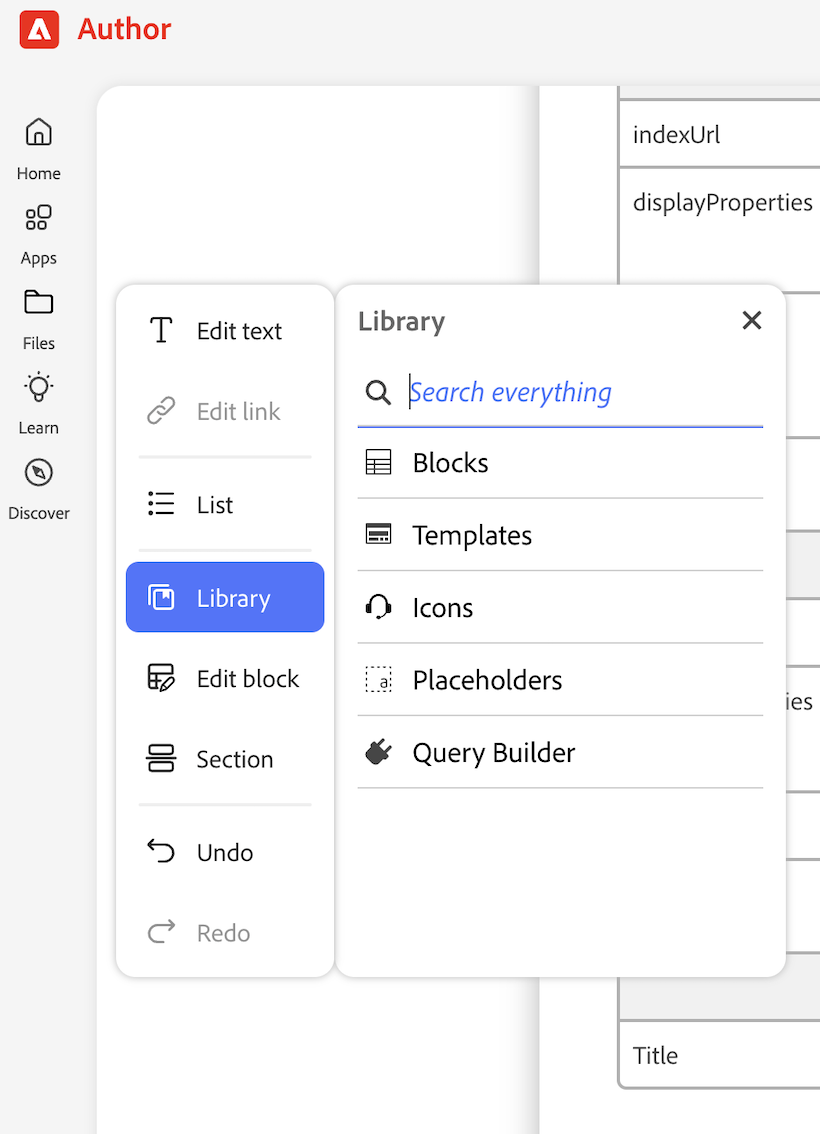 Author
Home
Apps
Files
Learn
Discover
Edit text
Edit link
List
Library
Edit block
Section
Undo
Redo
Library
Search everything
Blocks
Templates
Icons
a
Placeholders
Query Builder
indexUrl
displayProperties
ies
Title